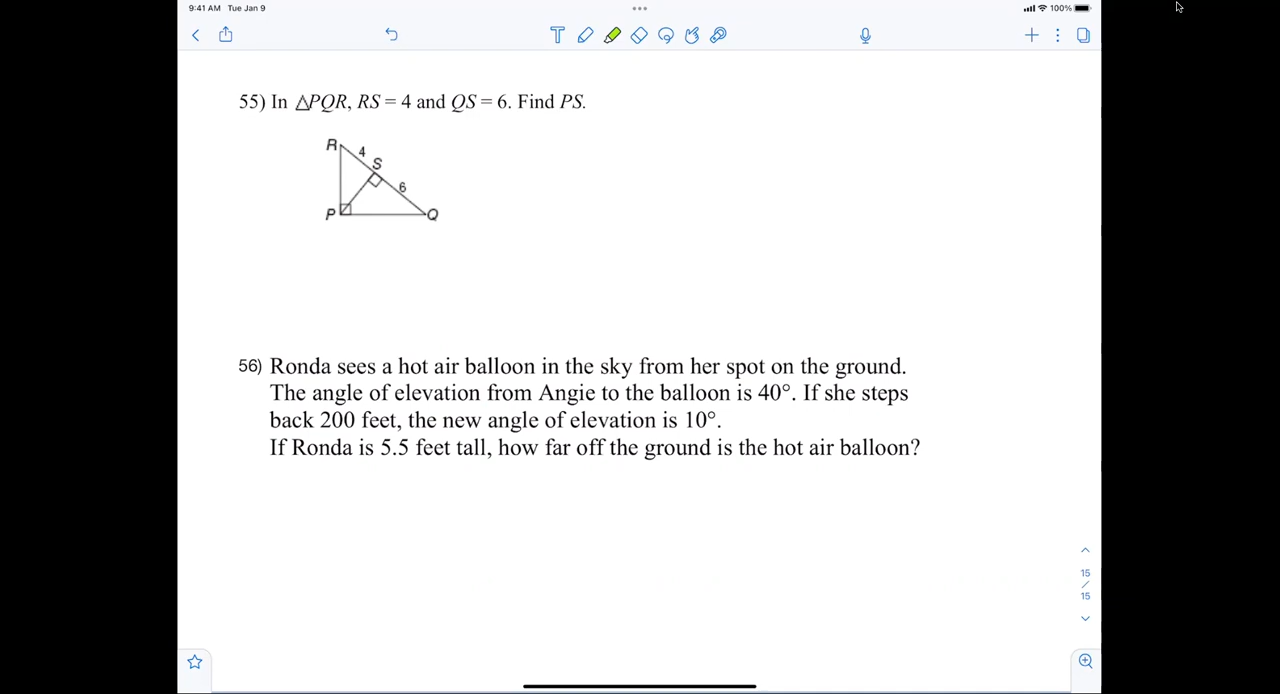 9:41 AM Tue Jan 9
100%
55) In △PQR, RS = 4 and QS = 6. Find PS.
R
4
S
6
P
Q
56) Ronda sees a hot air balloon in the sky from her spot on the ground.
The angle of elevation from Angie to the balloon is 40°. If she steps
back 200 feet, the new angle of elevation is 10°.
If Ronda is 5.5 feet tall, how far off the ground is the hot air balloon?
15
/
15